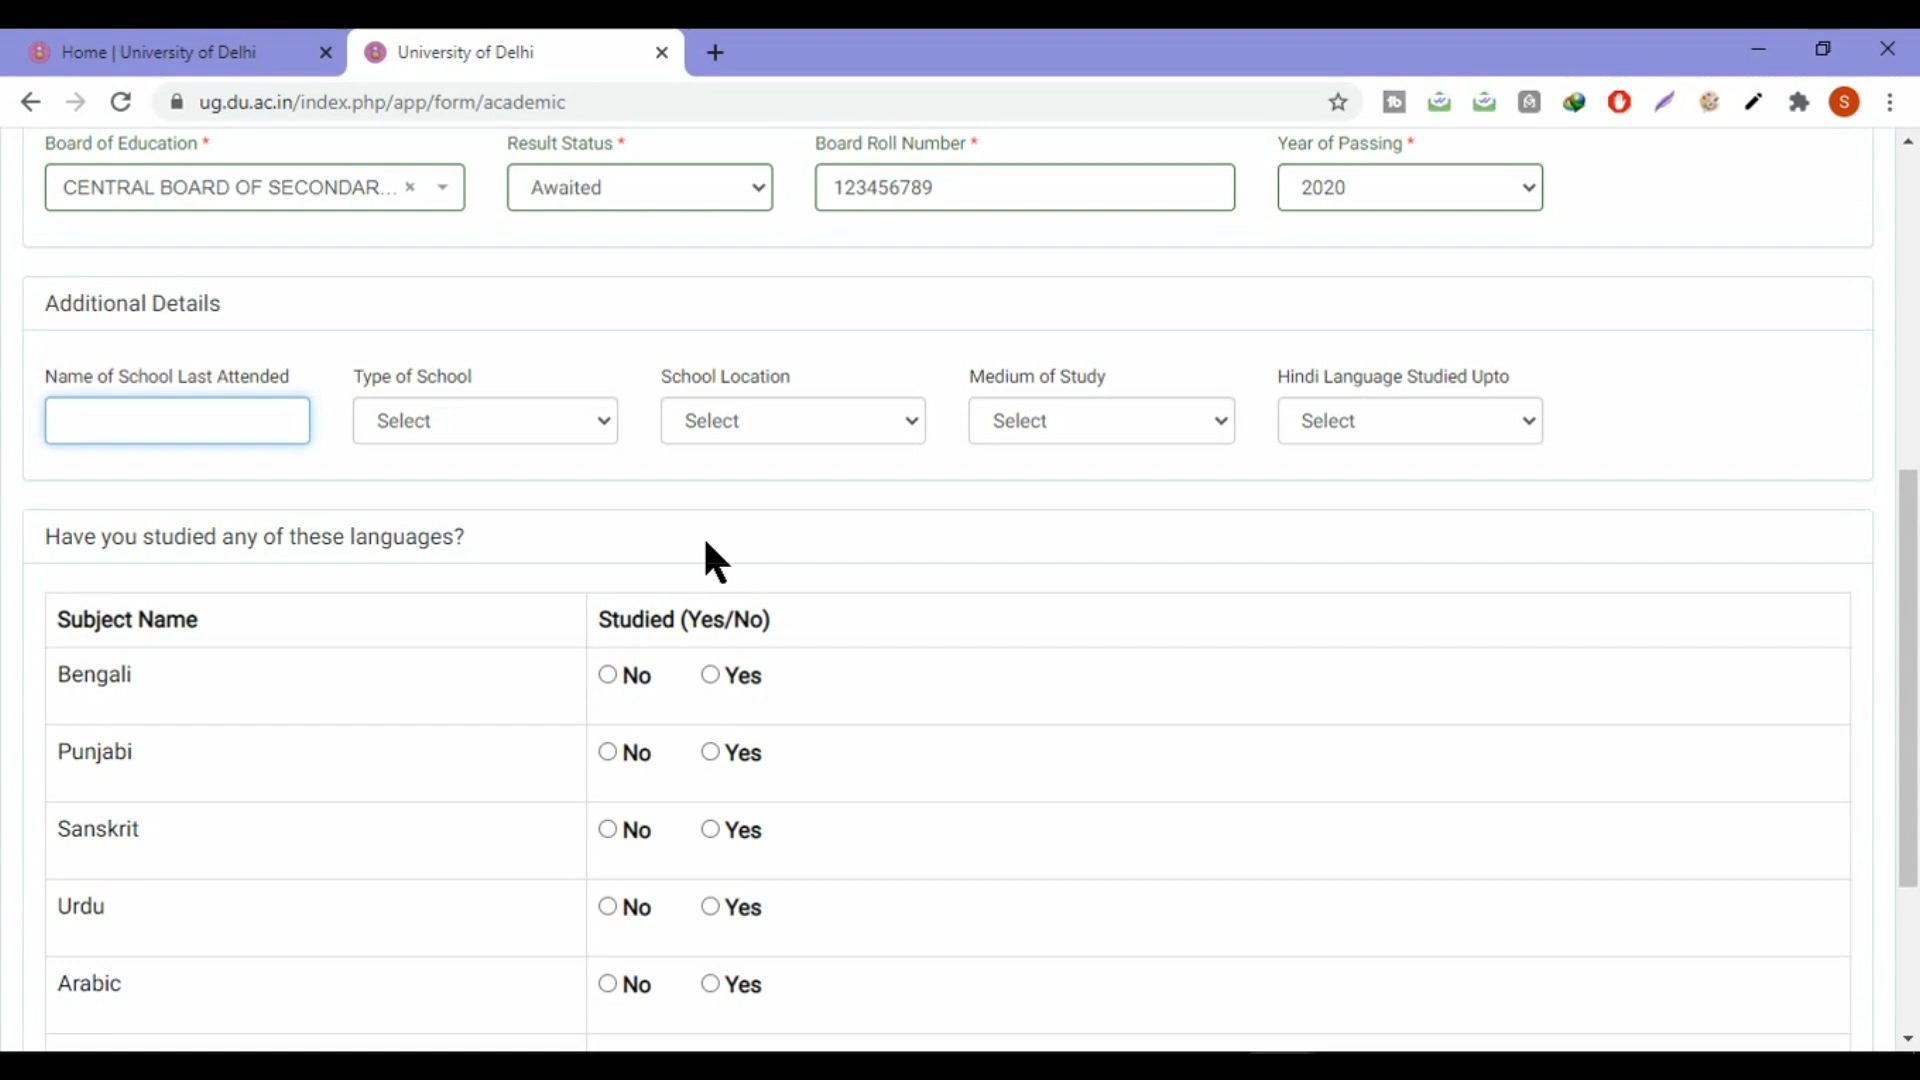 Home | University of Delhi
University of Delhi
ug.du.ac.in/index.php/app/form/academic
S
Board of Education * Result Status * Board Roll Number * Year of Passing *
CENTRAL BOARD OF SECONDAR... × Awaited 123456789 2020
Additional Details
Name of School Last Attended Type of School School Location Medium of Study Hindi Language Studied Upto
Select Select Select Select
Have you studied any of these languages?
Subject Name Studied (Yes/No)
Bengali No Yes
Punjabi No Yes
Sanskrit No Yes
Urdu No Yes
Arabic No Yes